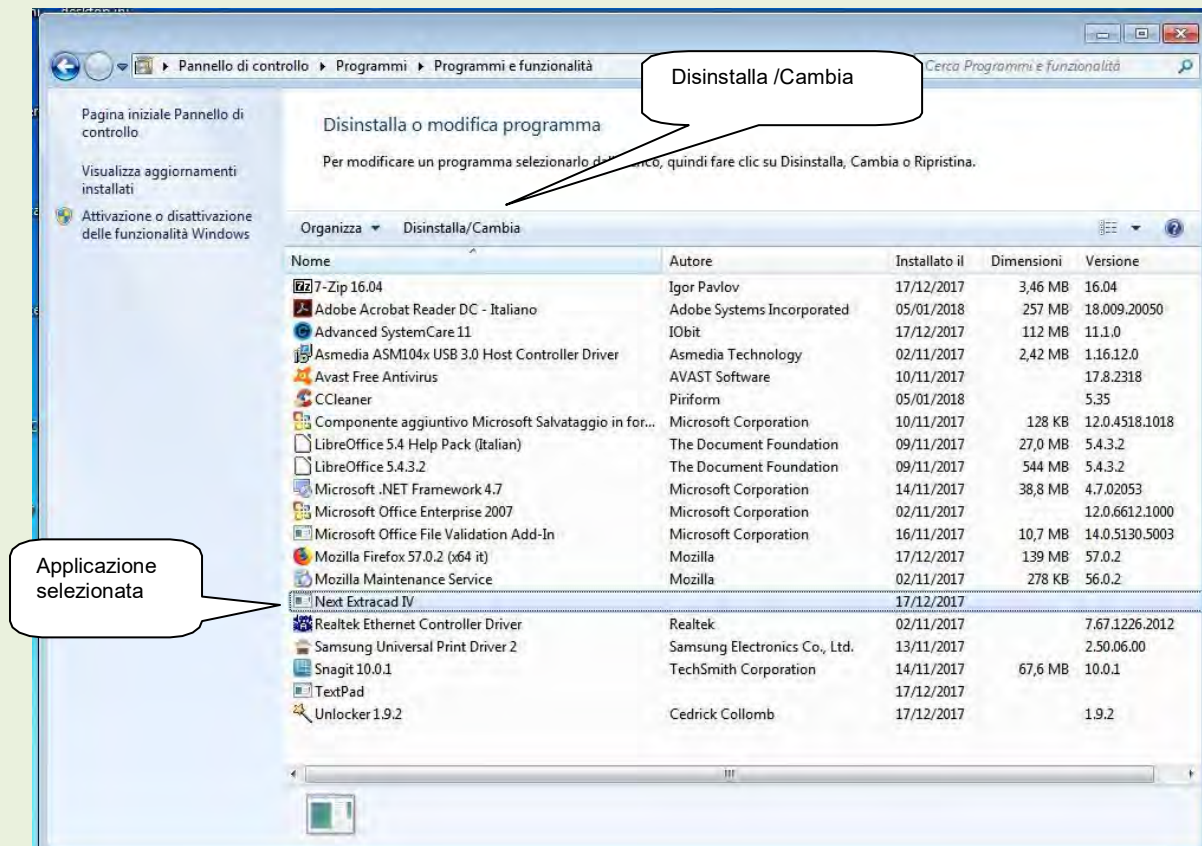 desktop.ini
Pannello di controllo Programmi Programmi e funzionalità
Cerca Programmi e funzionalità
Disinstalla /Cambia
Pagina iniziale Pannello di
controllo
Visualizza aggiornamenti
installati
Attivazione o disattivazione
delle funzionalità Windows
Disinstalla o modifica programma
Per modificare un programma selezionarlo co, quindi fare clic su Disinstalla, Cambia o Ripristina.
Organizza Disinstalla/Cambia
Nome Autore Installato il Dimensioni Versione
7-Zip 16.04 Igor Pavlov 17/12/2017 3,46 MB 16.04
Adobe Acrobat Reader DC - Italiano Adobe Systems Incorporated 05/01/2018 257 MB 18.009.20050
Advanced SystemCare 11 IObit 17/12/2017 112 MB 11.1.0
Asmedia ASM104x USB 3.0 Host Controller Driver Asmedia Technology 02/11/2017 2,42 MB 1.16.12.0
Avast Free Antivirus AVAST Software 10/11/2017 17.8.2318
CCleaner Piriform 05/01/2018 5.35
Componente aggiuntivo Microsoft Salvataggio in for... Microsoft Corporation 10/11/2017 128 KB 12.0.4518.1018
LibreOffice 5.4 Help Pack (Italian) The Document Foundation 09/11/2017 27,0 MB 5.4.3.2
LibreOffice 5.4.3.2 The Document Foundation 09/11/2017 544 MB 5.4.3.2
Microsoft .NET Framework 4.7 Microsoft Corporation 14/11/2017 38,8 MB 4.7.02053
Microsoft Office Enterprise 2007 Microsoft Corporation 02/11/2017 12.0.6612.1000
Microsoft Office File Validation Add-In Microsoft Corporation 16/11/2017 10,7 MB 14.0.5130.5003
Mozilla Firefox 57.0.2 (x64 it) Mozilla 17/12/2017 139 MB 57.0.2
Mozilla Maintenance Service Mozilla 02/11/2017 278 KB 56.0.2
Applicazione
selezionata
Next Extracad IV 17/12/2017
Realtek Ethernet Controller Driver Realtek 02/11/2017 7.67.1226.2012
Samsung Universal Print Driver 2 Samsung Electronics Co., Ltd. 13/11/2017 2.50.06.00
Snagit 10.0.1 TechSmith Corporation 14/11/2017 67,6 MB 10.0.1
TextPad 17/12/2017
Unlocker 1.9.2 Cedrick Collomb 17/12/2017 1.9.2